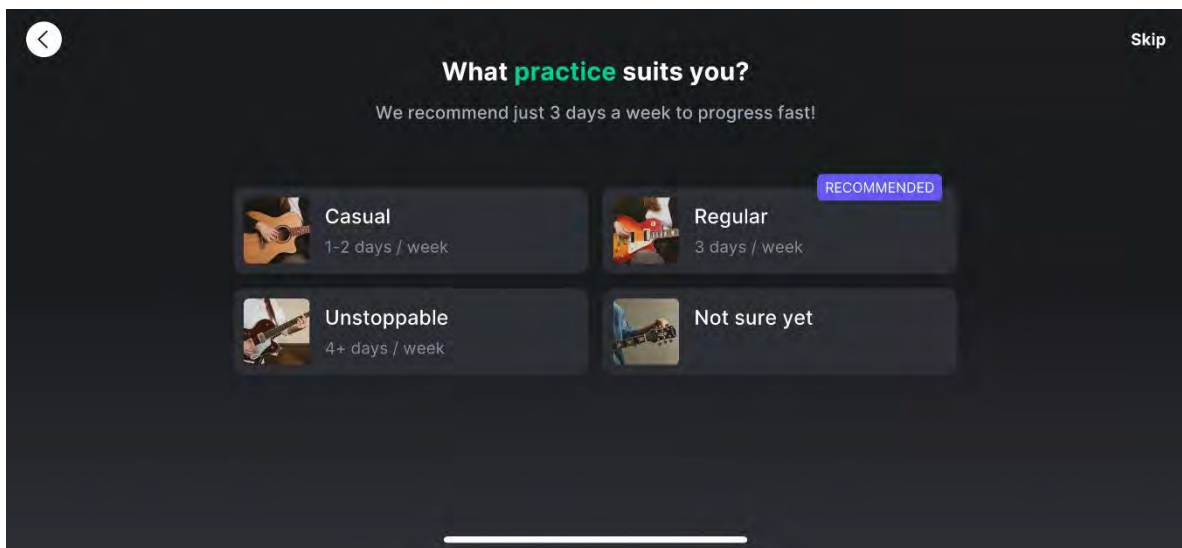 Skip
What practice suits you?
We recommend just 3 days a week to progress fast!
RECOMMENDED
Casual
1-2 days / week
Regular
3 days / week
Unstoppable
4+ days / week
Not sure yet